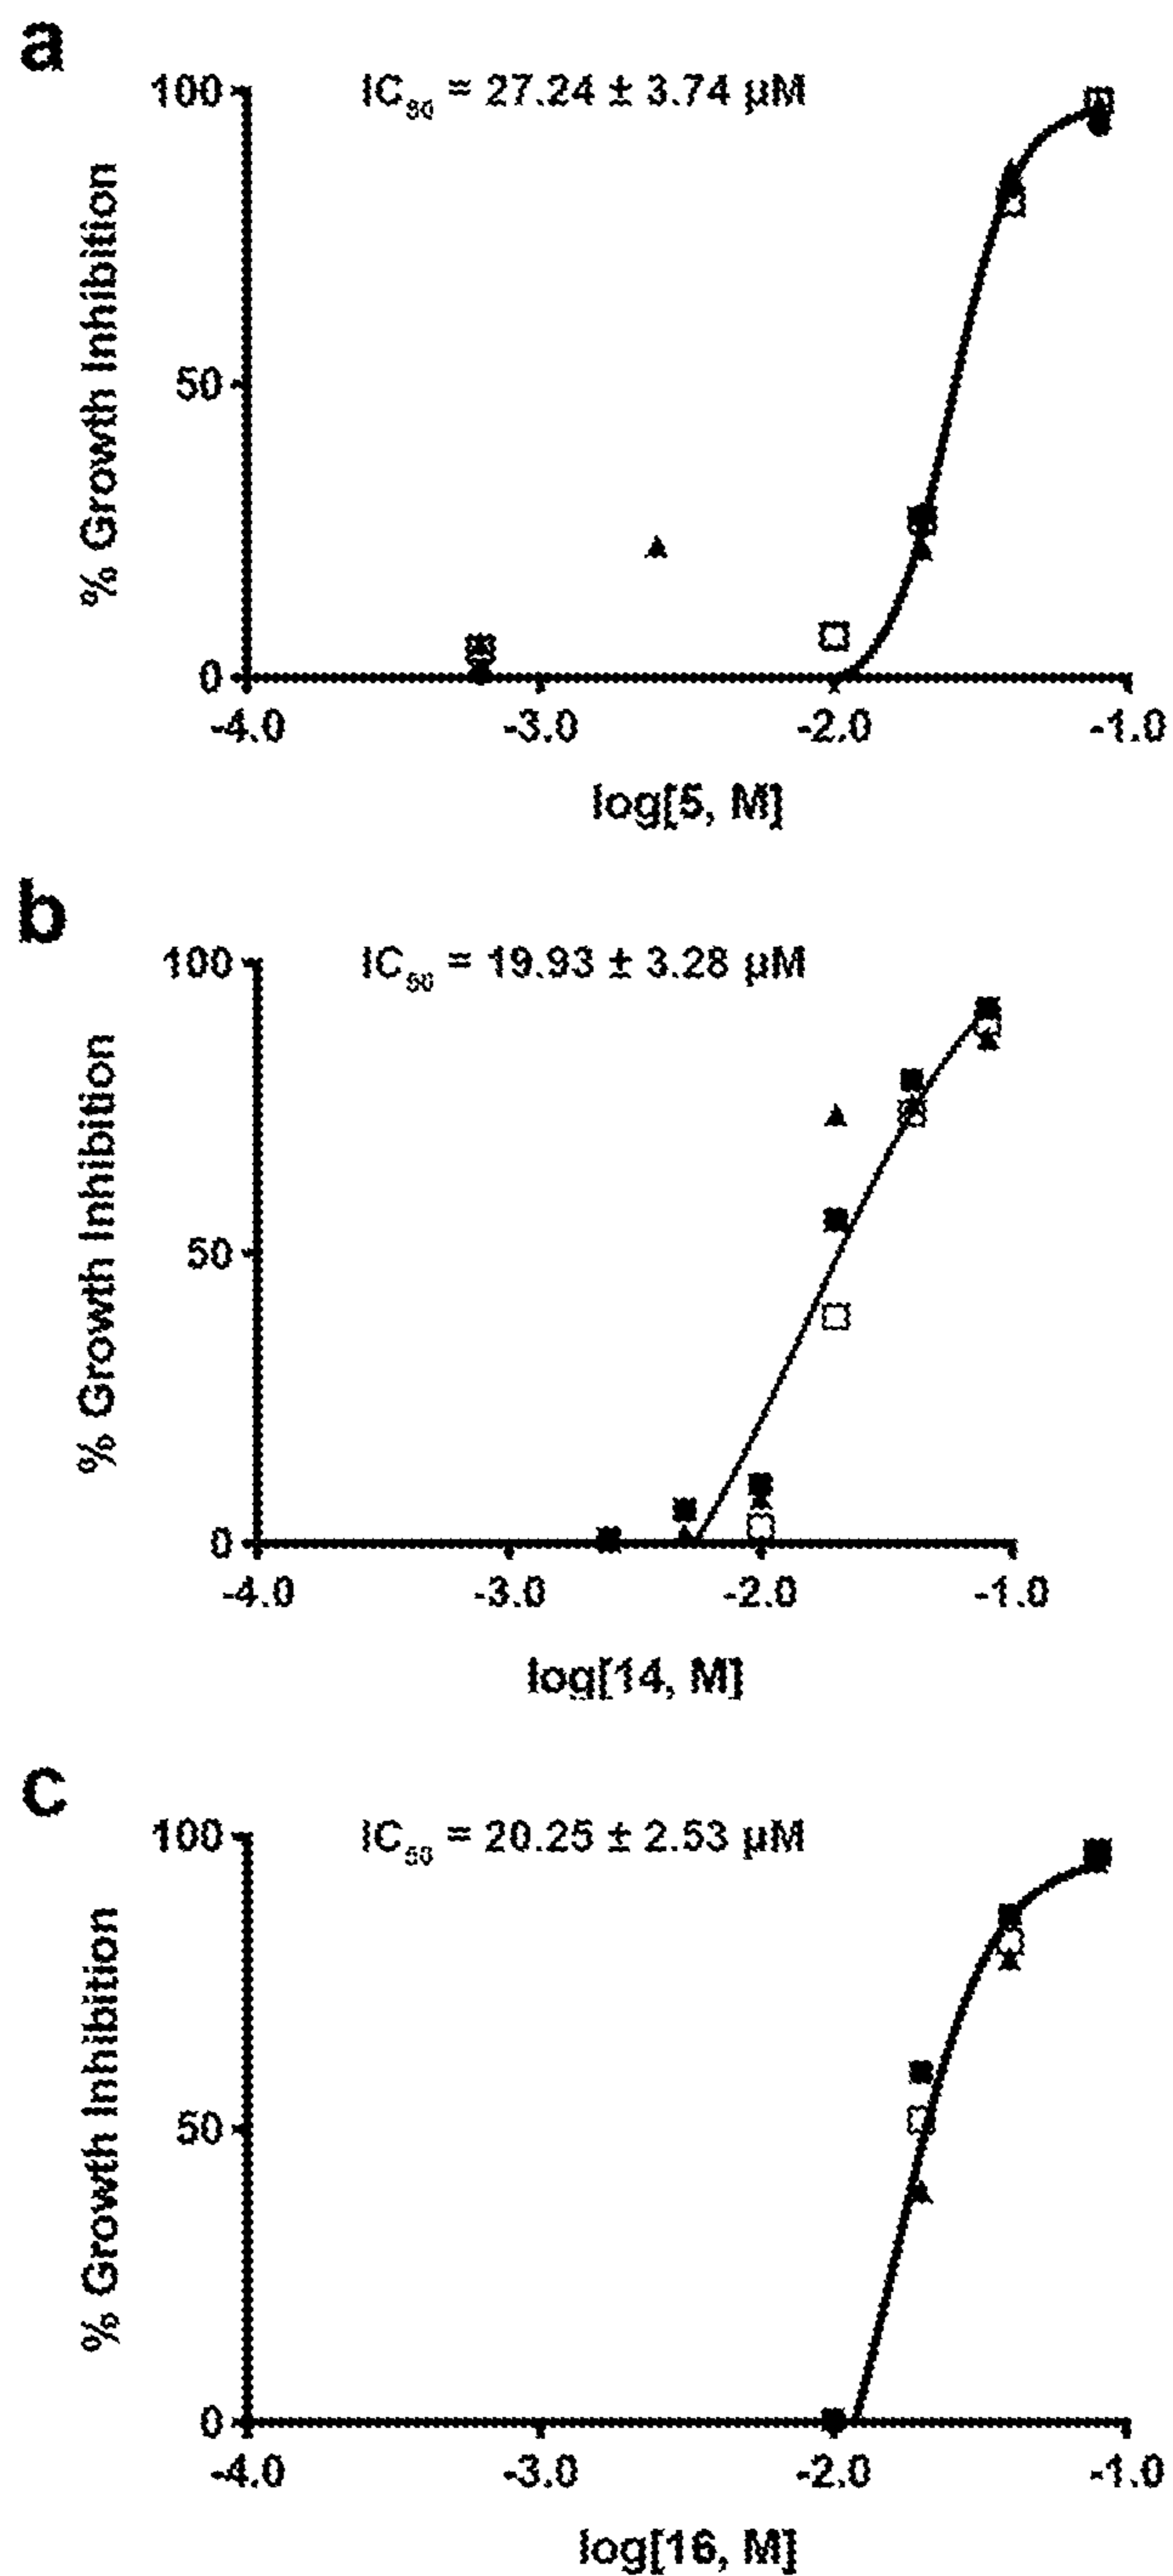 a
IC50 = 27.24 ± 3.74 µM
100
50
0
% Growth Inhibition
-4.0 -3.0 -2.0 -1.0
log[5, M]
b
IC50 = 19.93 ± 3.28 µM
100
50
0
% Growth Inhibition
-4.0 -3.0 -2.0 -1.0
log[14, M]
c
IC50 = 20.25 ± 2.53 µM
100
50
0
% Growth Inhibition
-4.0 -3.0 -2.0 -1.0
log[16, M]